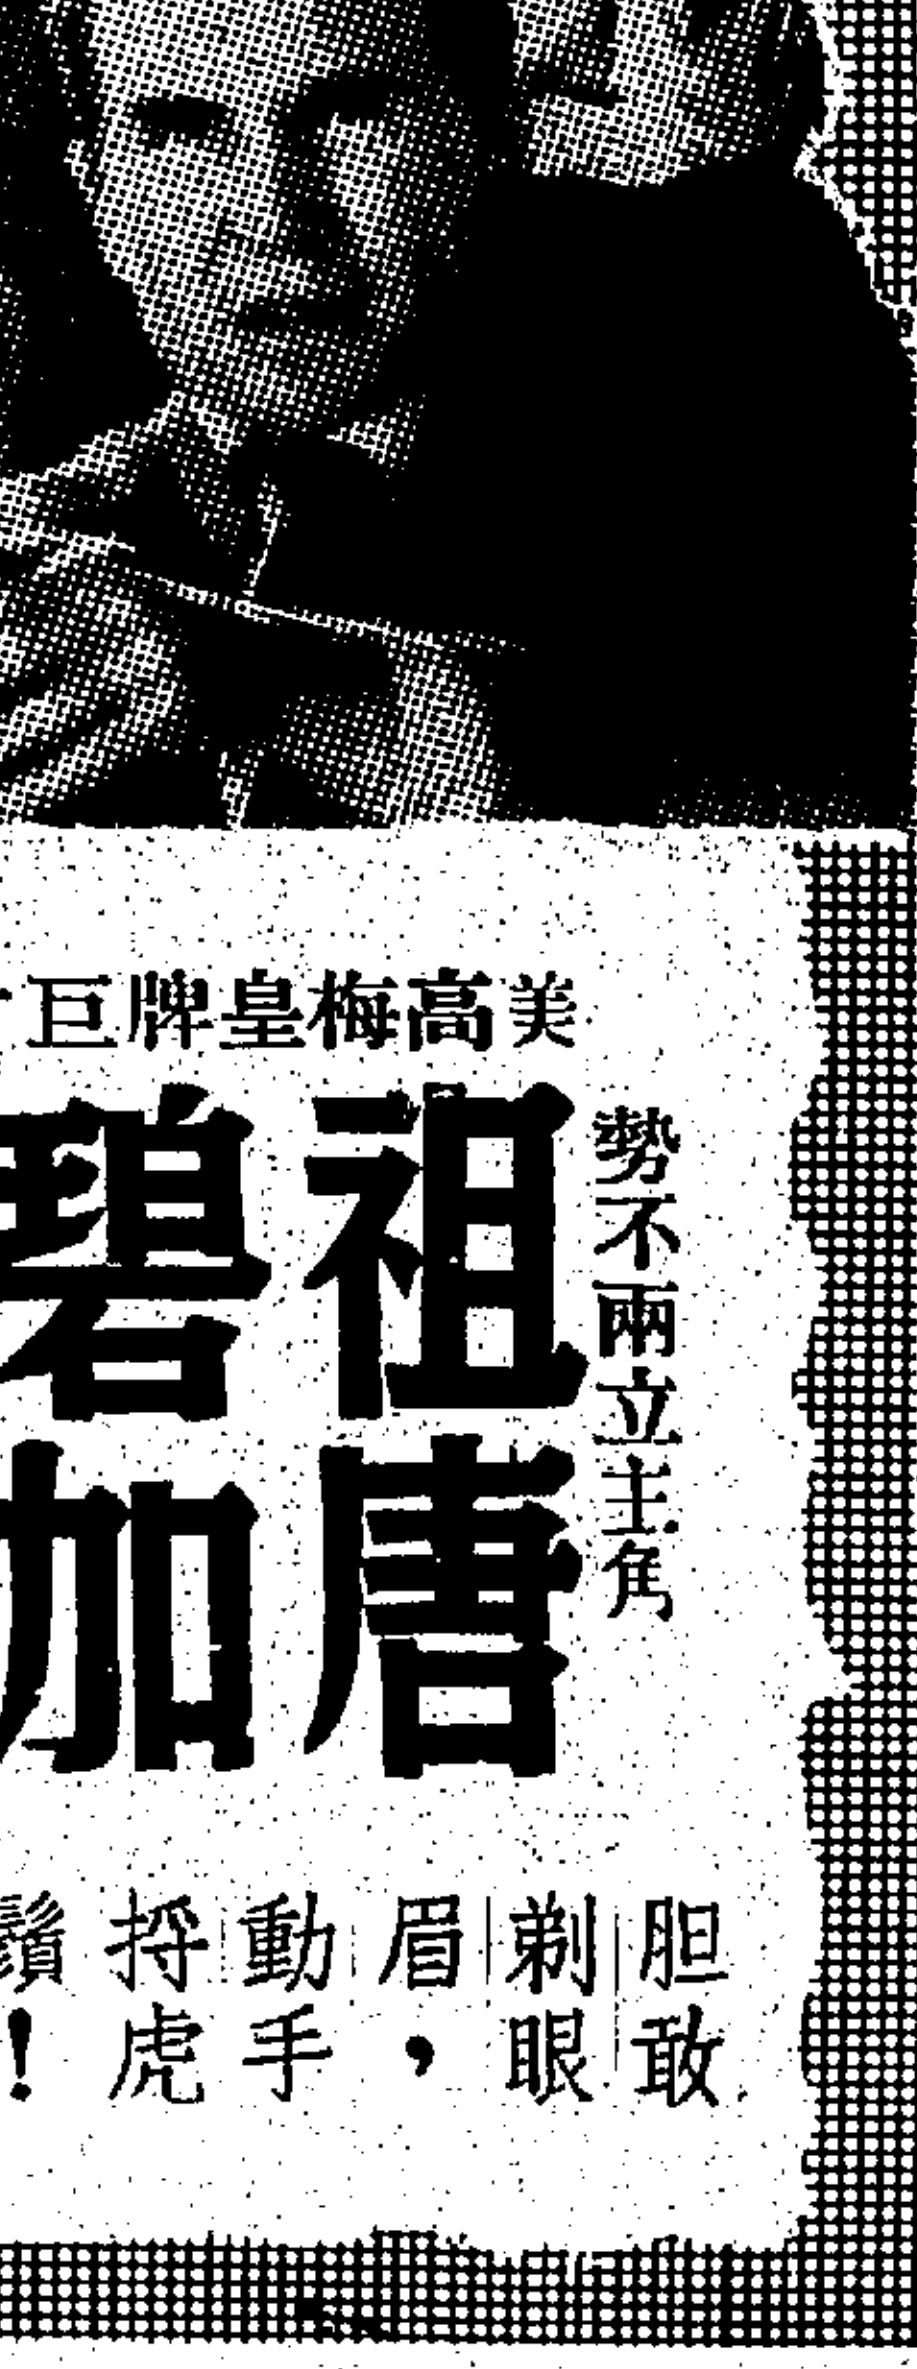 美高梅皇牌巨
勢不兩立主角
祖碧
唐加
胆敢剃眼眉，動手捋虎鬚！